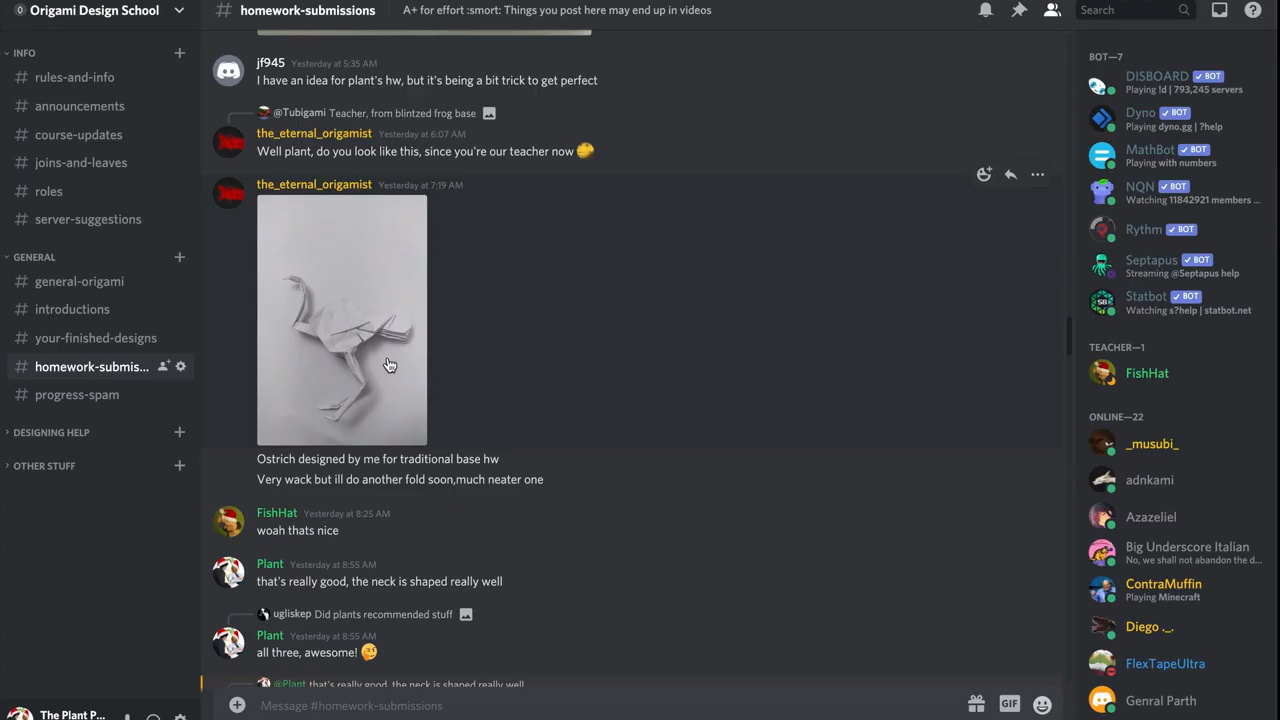 Origami Design School
homework-submissions
A+ for effort :smort: Things you post here may end up in videos
Search
INFO
rules-and-info
announcements
course-updates
joins-and-leaves
roles
server-suggestions
GENERAL
general-origami
introductions
your-finished-designs
homework-submis...
progress-spam
DESIGNING HELP
OTHER STUFF
The Plant P...
jf945 Yesterday at 5:35 AM
I have an idea for plant's hw, but it's being a bit trick to get perfect
@Tubigami Teacher, from blintzed frog base
the_eternal_origamist Yesterday at 6:07 AM
Well plant, do you look like this, since you're our teacher now
the_eternal_origamist Yesterday at 7:19 AM
Ostrich designed by me for traditional base hw
Very wack but ill do another fold soon,much neater one
FishHat Yesterday at 8:25 AM
woah thats nice
Plant Yesterday at 8:55 AM
that's really good, the neck is shaped really well
ugliskep Did plants recommended stuff
Plant Yesterday at 8:55 AM
all three, awesome!
@Plant that's really good, the neck is shaped really well
Message #homework-submissions
GIF
BOT—7
DISBOARD BOT
Playing !d | 793,245 servers
Dyno BOT
Playing dyno.gg | ?help
MathBot BOT
Playing with numbers
NQN BOT
Watching 11842921 members ...
Rythm BOT
Septapus BOT
Streaming @Septapus help
Statbot BOT
Watching s?help | statbot.net
TEACHER—1
FishHat
ONLINE—22
_musubi_
adnkami
Azazeliel
Big Underscore Italian
No, we shall not abandon the d...
ContraMuffin
Playing Minecraft
Diego ._.
FlexTapeUltra
Genral Parth